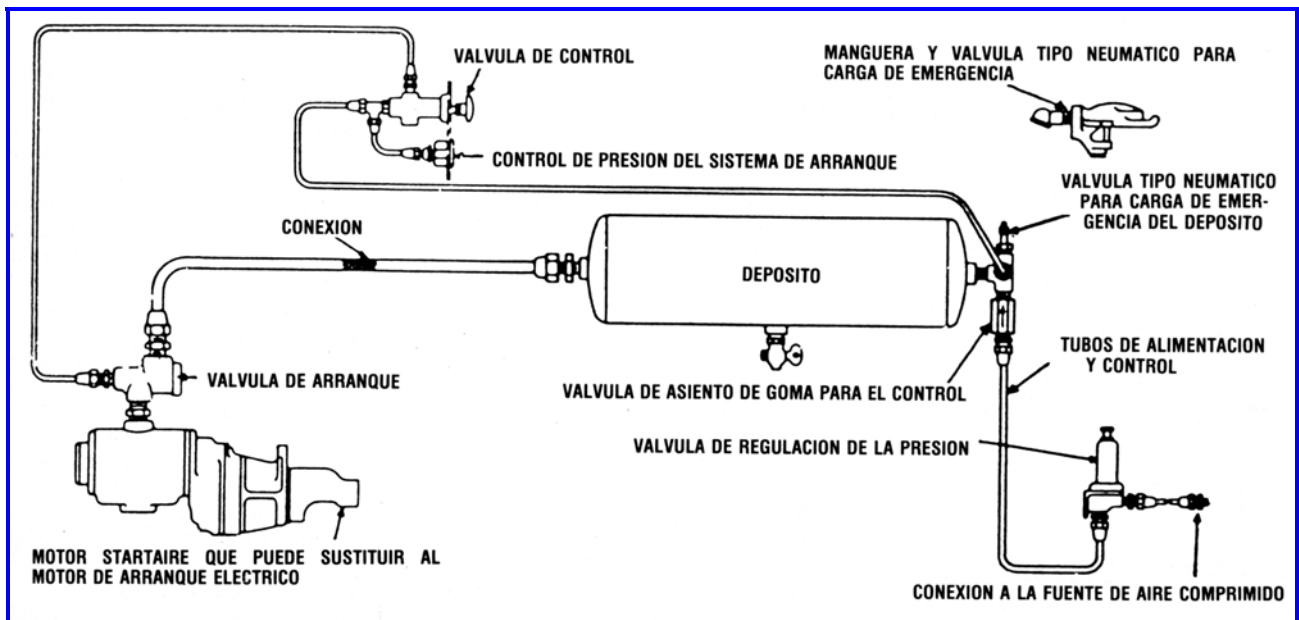 VALVULA DE CONTROL
MANGUERA Y VALVULA TIPO NEUMATICO PARA
CARGA DE EMERGENCIA
CONTROL DE PRESION DEL SISTEMA DE ARRANQUE
VALVULA TIPO NEUMATICO
PARA CARGA DE EMER-
GENCIA DEL DEPOSITO
CONEXION
DEPOSITO
TUBOS DE ALIMENTACION
Y CONTROL
VALVULA DE ARRANQUE
VALVULA DE ASIENTO DE GOMA PARA EL CONTROL
VALVULA DE REGULACION DE LA PRESION
MOTOR STARTAIRE QUE PUEDE SUSTITUIR AL
MOTOR DE ARRANQUE ELECTRICO
CONEXION A LA FUENTE DE AIRE COMPRIMIDO